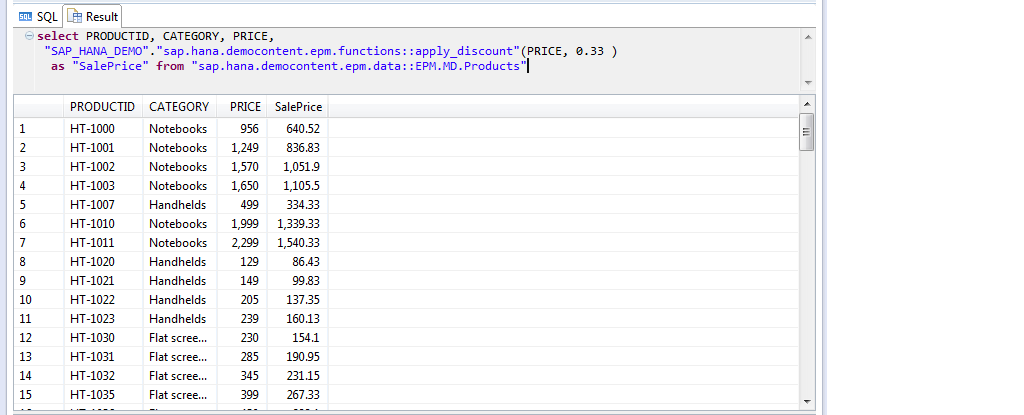 SQL Result
select PRODUCTID, CATEGORY, PRICE,
"SAP_HANA_DEMO"."sap.hana.democontent.epm.functions::apply_discount"(PRICE, 0.33 )
as "SalePrice" from "sap.hana.democontent.epm.data::EPM.MD.Products"
PRODUCTID CATEGORY PRICE SalePrice
1 HT-1000 Notebooks 956 640.52
2 HT-1001 Notebooks 1,249 836.83
3 HT-1002 Notebooks 1,570 1,051.9
4 HT-1003 Notebooks 1,650 1,105.5
5 HT-1007 Handhelds 499 334.33
6 HT-1010 Notebooks 1,999 1,339.33
7 HT-1011 Notebooks 2,299 1,540.33
8 HT-1020 Handhelds 129 86.43
9 HT-1021 Handhelds 149 99.83
10 HT-1022 Handhelds 205 137.35
11 HT-1023 Handhelds 239 160.13
12 HT-1030 Flat scree... 230 154.1
13 HT-1031 Flat scree... 285 190.95
14 HT-1032 Flat scree... 345 231.15
15 HT-1035 Flat scree... 399 267.33